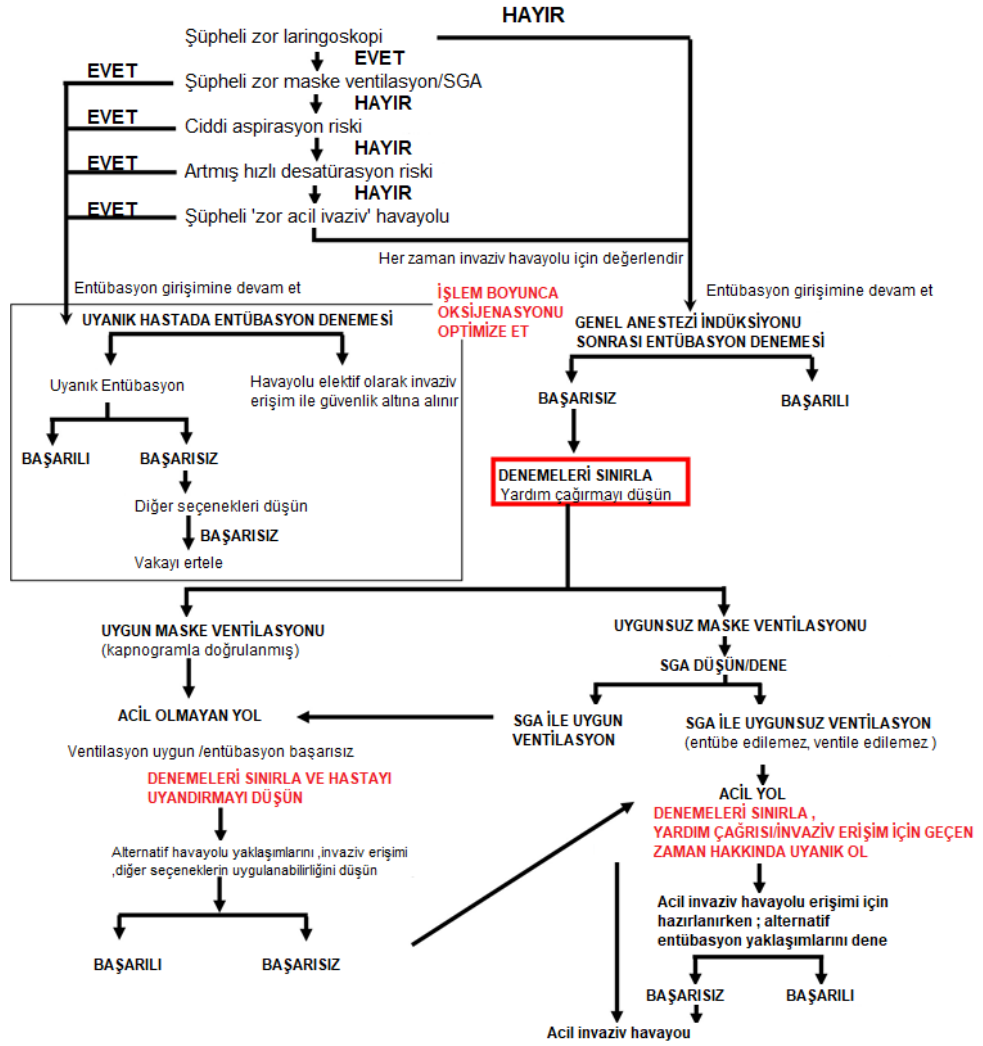 HAYIR
Şüpheli zor laringoskopi
EVET
EVET
Şüpheli zor maske ventilasyon/SGA
HAYIR
EVET
Ciddi aspirasyon riski
HAYIR
EVET
Artmış hızlı desatürasyon riski
HAYIR
EVET
Şüpheli 'zor acil ivaziv' havayolu
Her zaman invaziv havayolu için değerlendir
Entübasyon girişimine devam et
UYANIK HASTADA ENTÜBASYON DENEMESİ
Uyanık Entübasyon
Havayolu elektif olarak invaziv
erişim ile güvenlik altına alınır
BAŞARILI
BAŞARISIZ
Diğer seçenekleri düşün
BAŞARISIZ
Vakayı ertele
İŞLEM BOYUNCA
OKSİJENASYONU
OPTİMİZE ET
Entübasyon girişimine devam et
GENEL ANESTEZİ İNDÜKSİYONU
SONRASI ENTÜBASYON DENEMESİ
BAŞARISIZ
BAŞARILI
DENEMELERİ SINIRLA
Yardım çağırmayı düşün
UYGUN MASKE VENTİLASYONU
(kapnogramla doğrulanmış)
UYGUNSUZ MASKE VENTİLASYONU
SGA DÜŞÜN/DENE
ACİL OLMAYAN YOL
SGA İLE UYGUN
VENTİLASYON
SGA İLE UYGUNSUZ VENTİLASYON
(entübe edilemez, ventile edilemez )
Ventilasyon uygun /entübasyon başarısız
DENEMELERİ SINIRLA VE HASTAYI
UYANDIRMAYI DÜŞÜN
Alternatif havayolu yaklaşımlarını ,invaziv erişimi
,diğer seçeneklerin uygulanabilirliğini düşün
BAŞARILI
BAŞARISIZ
ACİL YOL
DENEMELERİ SINIRLA ,
YARDIM ÇAĞRISI/İNVAZİV ERİŞİM İÇİN GEÇEN
ZAMAN HAKKINDA UYANIK OL
Acil invaziv havayolu erişimi için
hazırlanırken ; alternatif
entübasyon yaklaşımlarını dene
BAŞARISIZ
BAŞARILI
Acil invaziv havayou